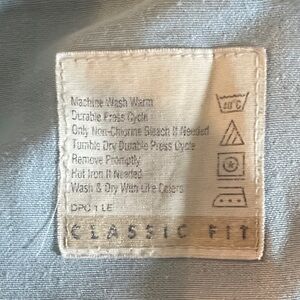 Machine Wash Warm
40°C
Durable Press Cycle
Only Non-Chlorine Bleach If Needed
Tumble Dry Durable Press Cycle
Remove Promptly
Hot Iron If Needed
Wash & Dry With Like Colors
CLASSIC FIT